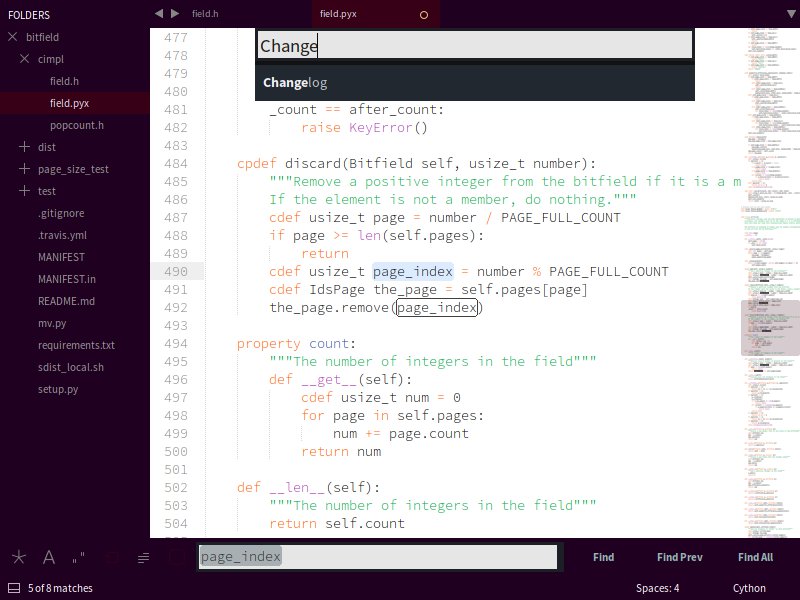 FOLDERS
bitfield
cimpl
field.h
field.pyx
popcount.h
dist
page_size_test
test
.gitignore
.travis.yml
MANIFEST
MANIFEST.in
README.md
mv.py
requirements.txt
sdist_local.sh
setup.py
field.h
field.pyx
Change
Changelog
477
478
479
480
481 _count == after_count:
482 raise KeyError()
483
484 cpdef discard(Bitfield self, usize_t number):
485 """Remove a positive integer from the bitfield if it is a m
486 If the element is not a member, do nothing."""
487 cdef usize_t page = number / PAGE_FULL_COUNT
488 if page >= len(self.pages):
489 return
490 cdef usize_t page_index = number % PAGE_FULL_COUNT
491 cdef IdsPage the_page = self.pages[page]
492 the_page.remove(page_index)
493
494 property count:
495 """The number of integers in the field"""
496 def __get__(self):
497 cdef usize_t num = 0
498 for page in self.pages:
499 num += page.count
500 return num
501
502 def __len__(self):
503 """The number of integers in the field"""
504 return self.count
page_index
Find
Find Prev
Find All
5 of 8 matches
Spaces: 4
Cython